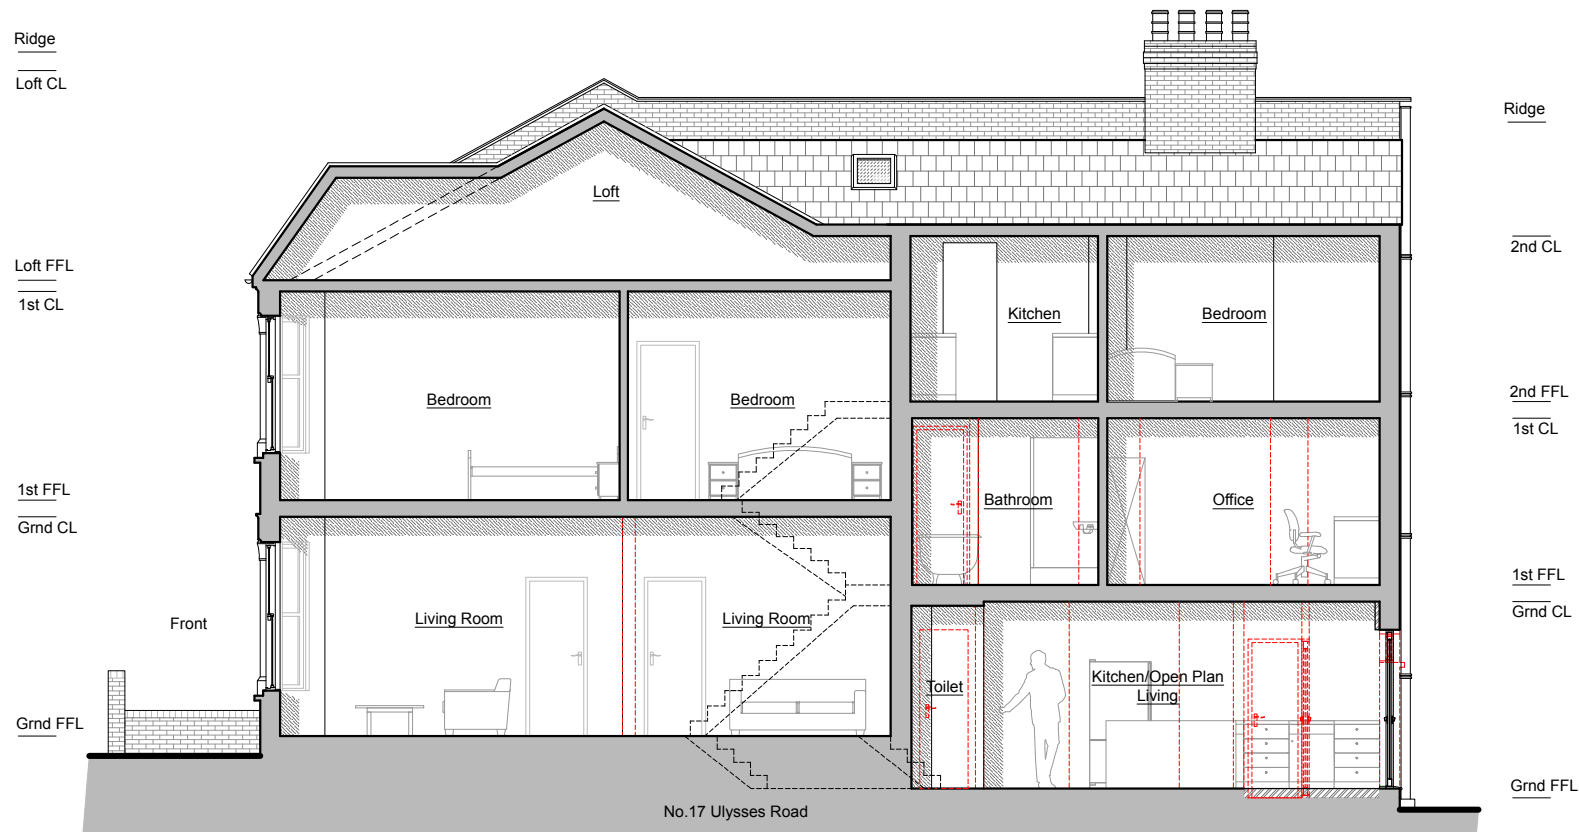 Ridge
Loft CL
Ridge
Loft
2nd CL
Loft FFL
1st CL
Kitchen
Bedroom
Bedroom
Bedroom
2nd FFL
1st CL
1st FFL
Grnd CL
Bathroom
Office
1st FFL
Grnd CL
Front
Living Room
Living Room
Toilet
Kitchen/Open Plan
Living
Grnd FFL
Grnd FFL
No.17 Ulysses Road